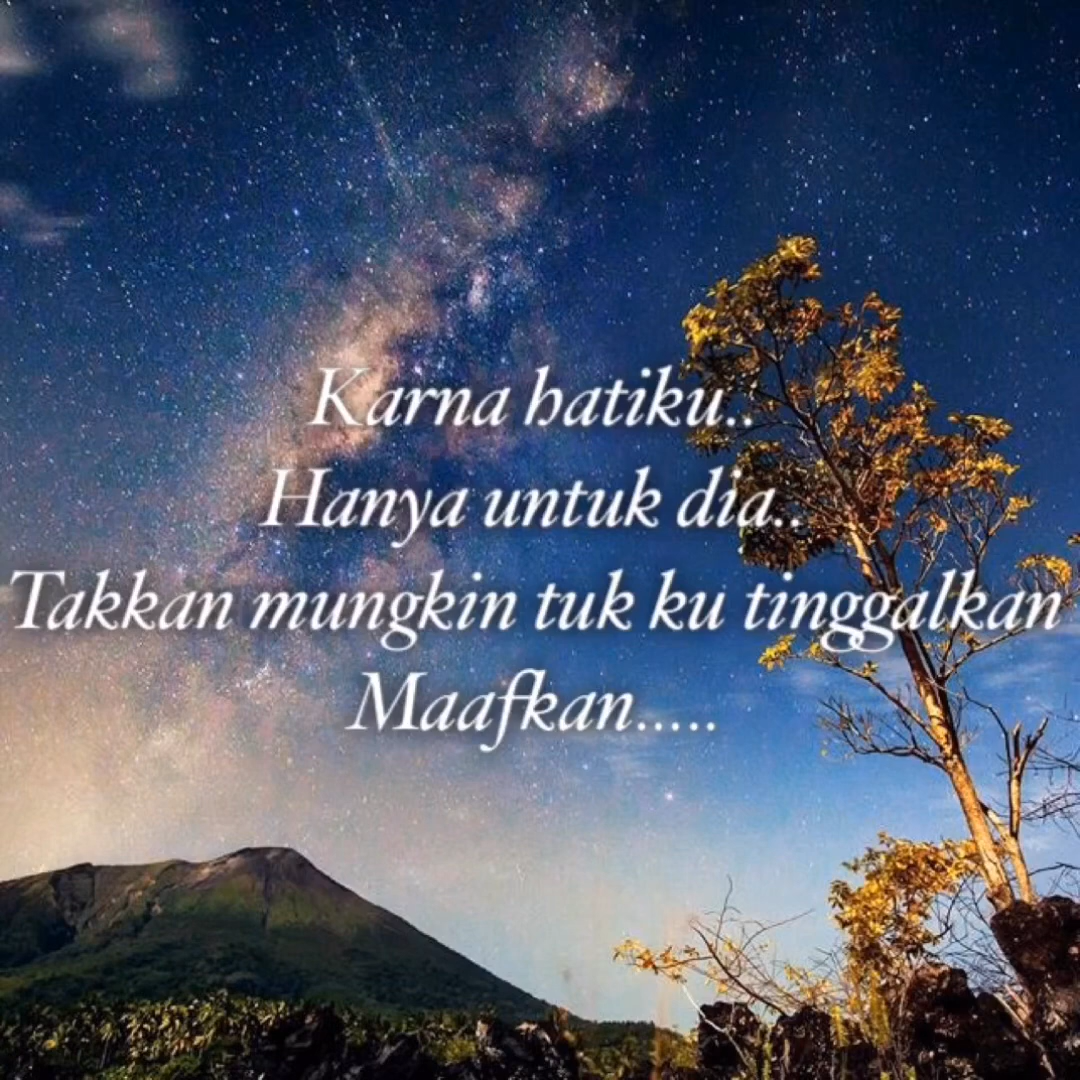 Karna hatiku..
Hanya untuk dia..
Takkan mungkin tuk ku tinggalkan
Maafkan.....